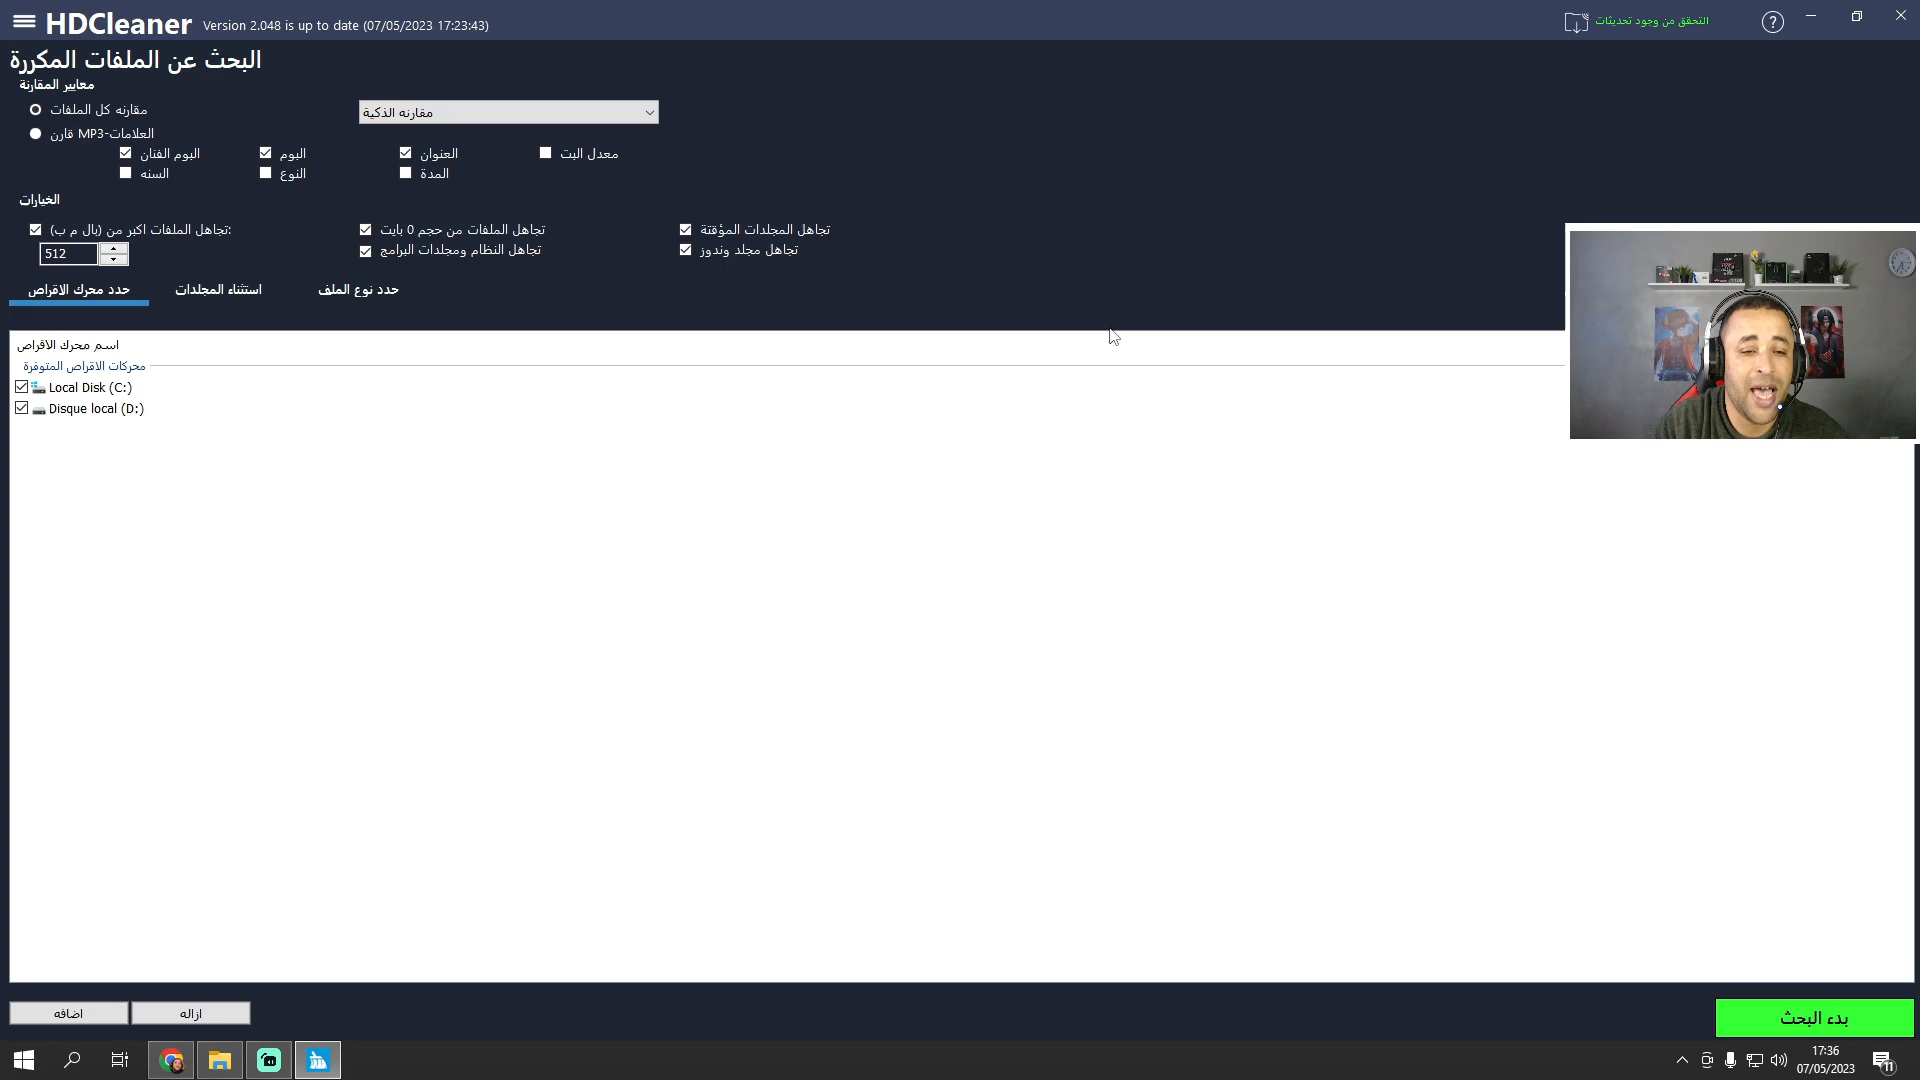 HDCleaner Version 2.048 is up to date (07/05/2023 17:23:43)
التحقق من وجود تحديثات
?
البحث عن الملفات المكررة
معايير المقارنة
مقارنه كل الملفات
مقارنه الذكية
العلامات-MP3 قارن
البوم الفنان
البوم
العنوان
معدل البت
السنه
النوع
المدة
الخيارات
تجاهل الملفات اكبر من (بال م ب):
تجاهل الملفات من حجم 0 بايت
تجاهل المجلدات المؤقتة
512
تجاهل النظام ومجلدات البرامج
تجاهل مجلد وندوز
حدد محرك الاقراص
استثناء المجلدات
حدد نوع الملف
اسم محرك الاقراص
محركات الاقراص المتوفرة
Local Disk (C:)
Disque local (D:)
اضافه
ازاله
بدء البحث
17:36
07/05/2023
11